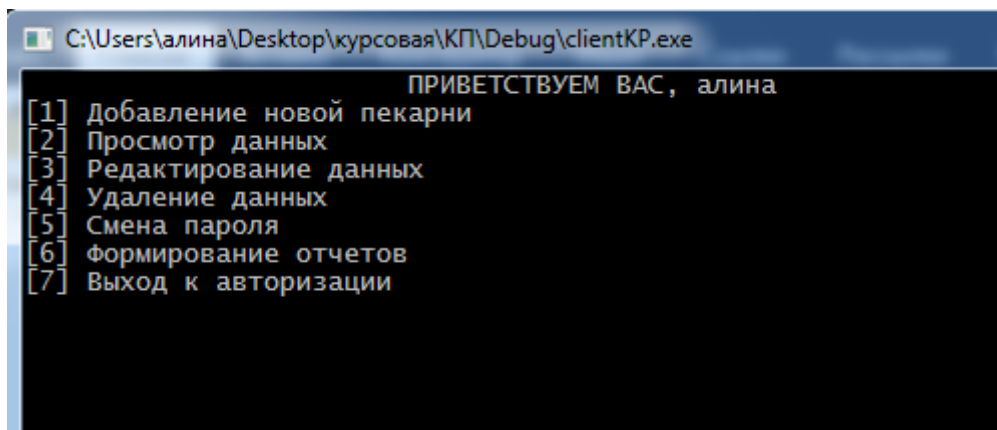 C:\Users\алина\Desktop\курсовая\КП\Debug\clientKP.exe
ПРИВЕТСТВУЕМ ВАС, алина
[1] Добавление новой пекарни
[2] Просмотр данных
[3] Редактирование данных
[4] Удаление данных
[5] Смена пароля
[6] Формирование отчетов
[7] Выход к авторизации